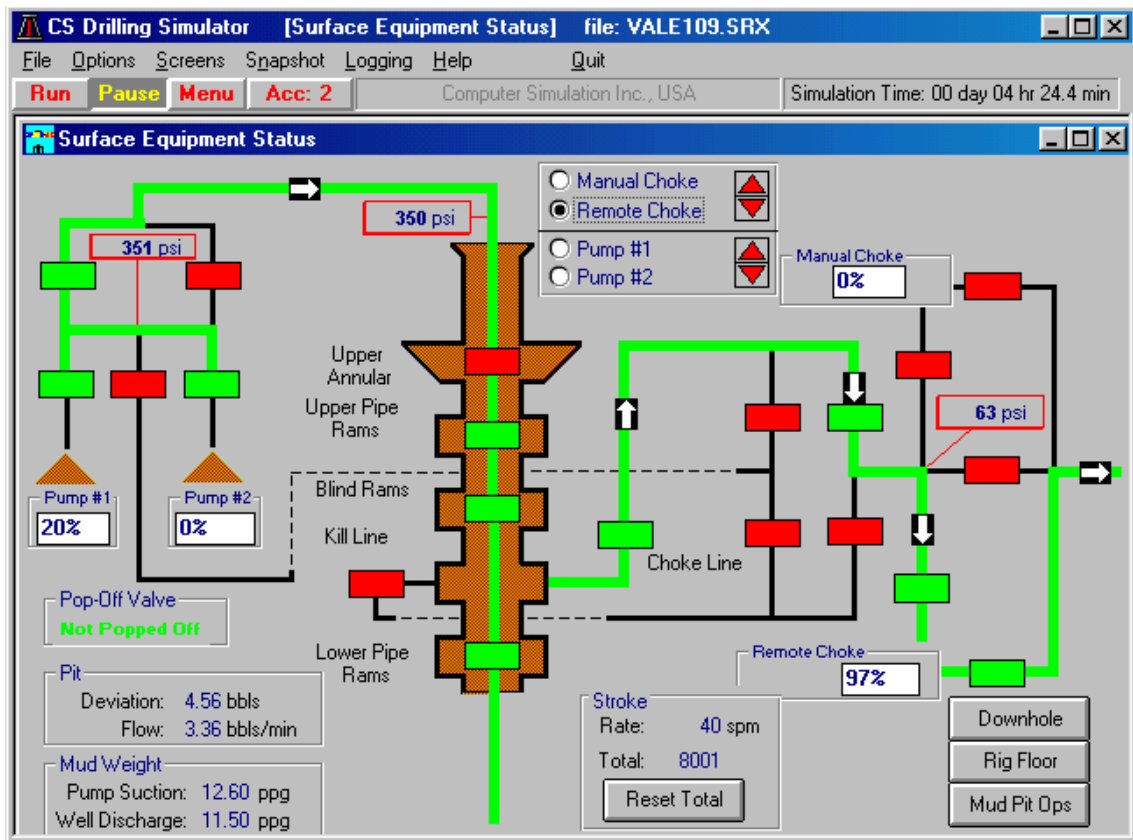 CS Drilling Simulator [Surface Equipment Status] file: VALE109.SRX
File Options Screens Snapshot Logging Help Quit
Run Pause Menu Acc: 2 Computer Simulation Inc., USA Simulation Time: 00 day 04 hr 24.4 min
Surface Equipment Status
Manual Choke
Remote Choke
Pump #1
Pump #2
350 psi
351 psi
Manual Choke
0%
Upper
Annular
Upper Pipe
Rams
63 psi
Blind Rams
Pump #1
20%
Pump #2
0%
Kill Line
Choke Line
Pop-Off Valve
Not Popped Off
Lower Pipe
Rams
Remote Choke
97%
Pit
Deviation: 4.56 bbls
Flow: 3.36 bbls/min
Stroke
Rate: 40 spm
Total: 8001
Reset Total
Downhole
Rig Floor
Mud Pit Ops
Mud Weight
Pump Suction: 12.60 ppg
Well Discharge: 11.50 ppg